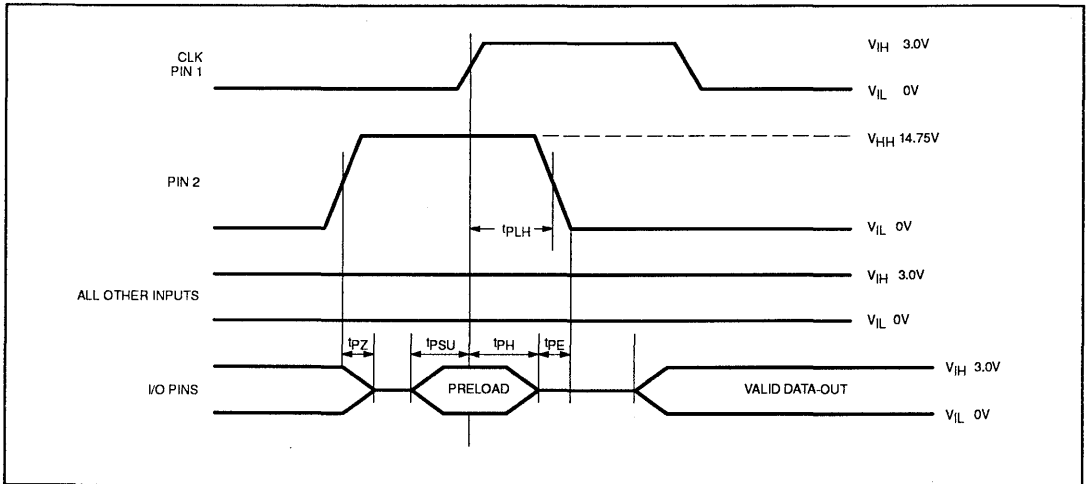 CLK
PIN 1
VIH 3.0V
VIL 0V
VHH 14.75V
PIN 2
tPLH
VIL 0V
VIH 3.0V
ALL OTHER INPUTS
VIL 0V
tPZ
tPSU
tPH
tPE
VIH 3.0V
I/O PINS
PRELOAD
VALID DATA-OUT
VIL 0V